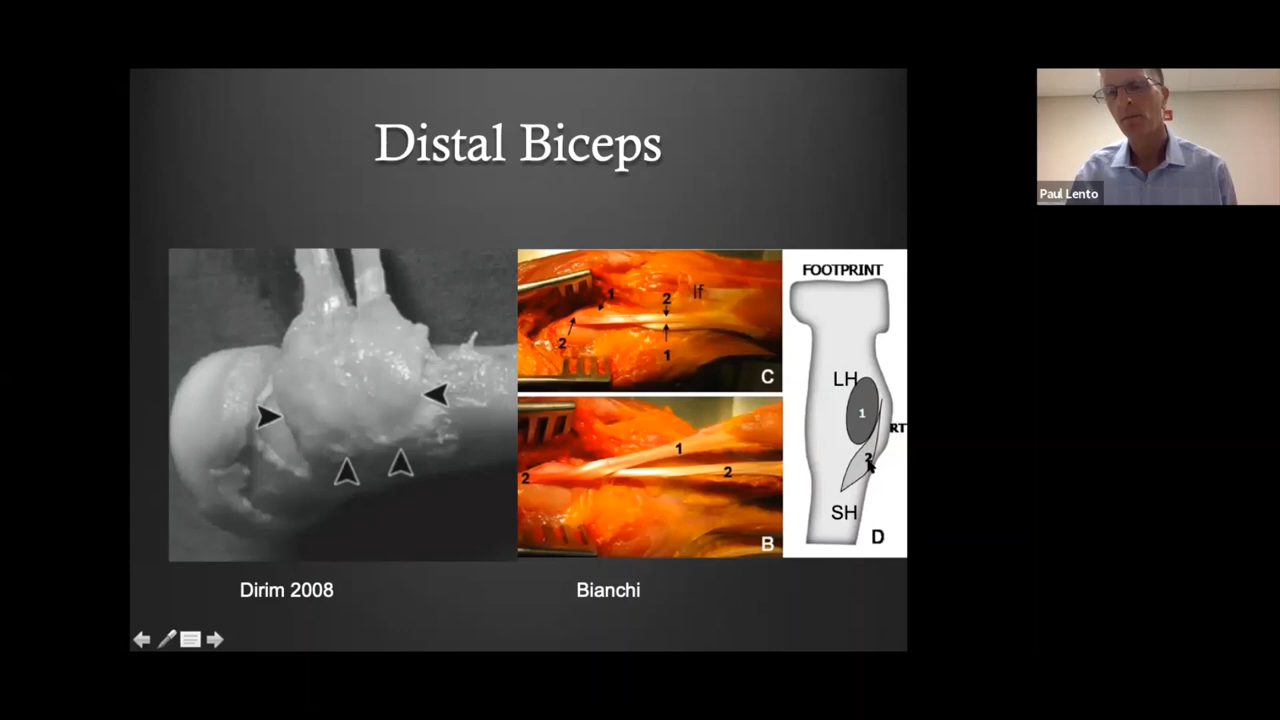 Distal Biceps
Paul Lento
FOOTPRINT
1
2
lf
2
1
C
LH
1
RT
2
SH
D
1
2
2
B
Dirim 2008
Bianchi